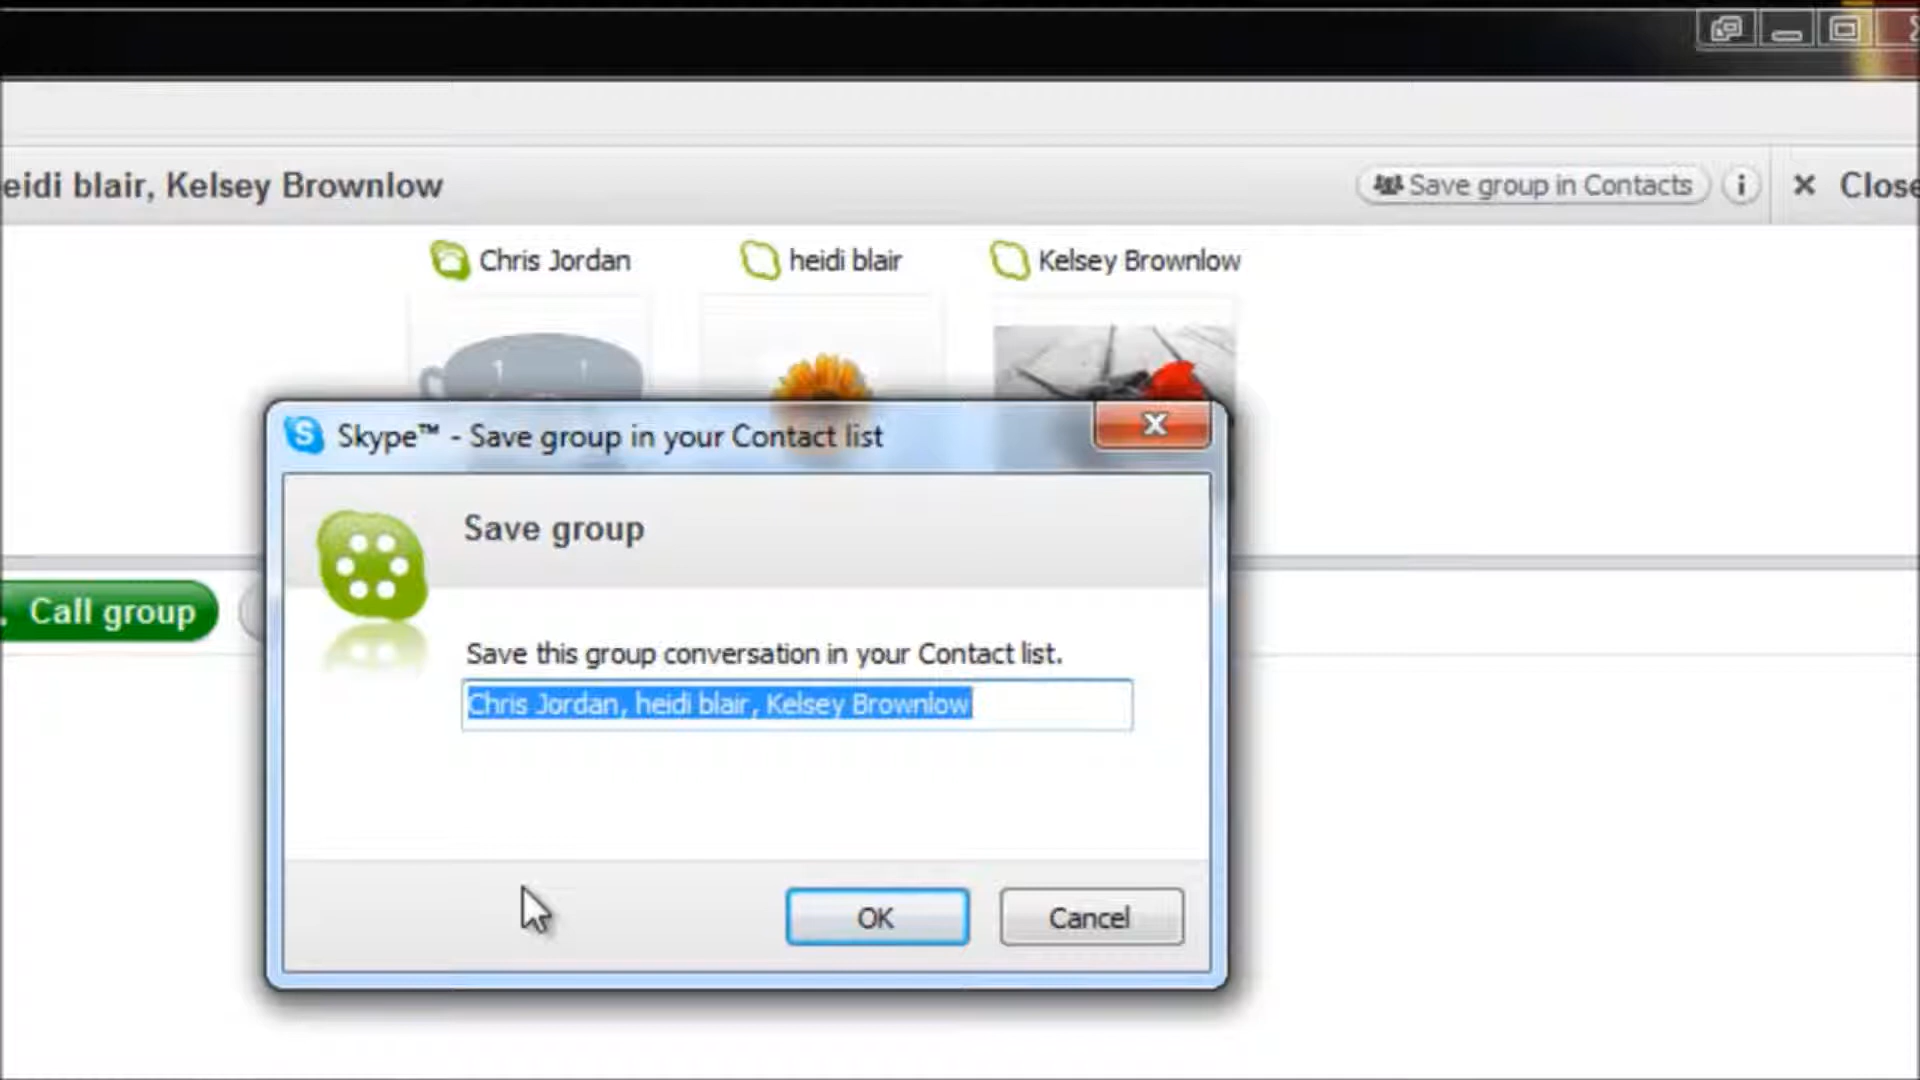 eidi blair, Kelsey Brownlow
Save group in Contacts
i
Close
Chris Jordan
heidi blair
Kelsey Brownlow
Skype™ - Save group in your Contact list
Save group
Call group
Save this group conversation in your Contact list.
Chris Jordan, heidi blair, Kelsey Brownlow
OK
Cancel